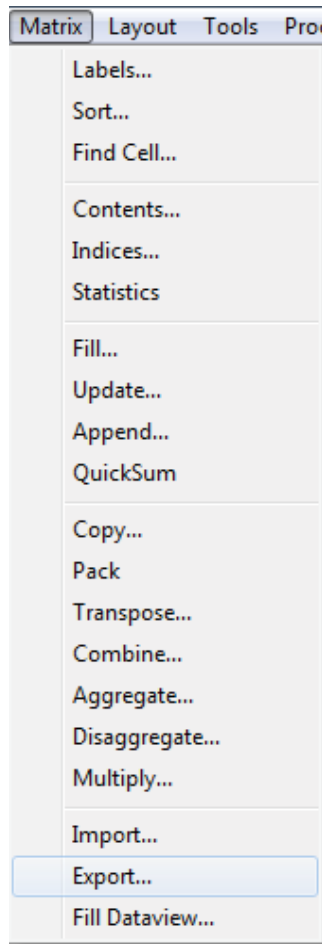 Matrix Layout Tools
Labels...
Sort...
Find Cell...
Contents...
Indices...
Statistics
Fill...
Update...
Append...
QuickSum
Copy...
Pack
Transpose...
Combine...
Aggregate...
Disaggregate...
Multiply...
Import...
Export...
Fill Dataview...